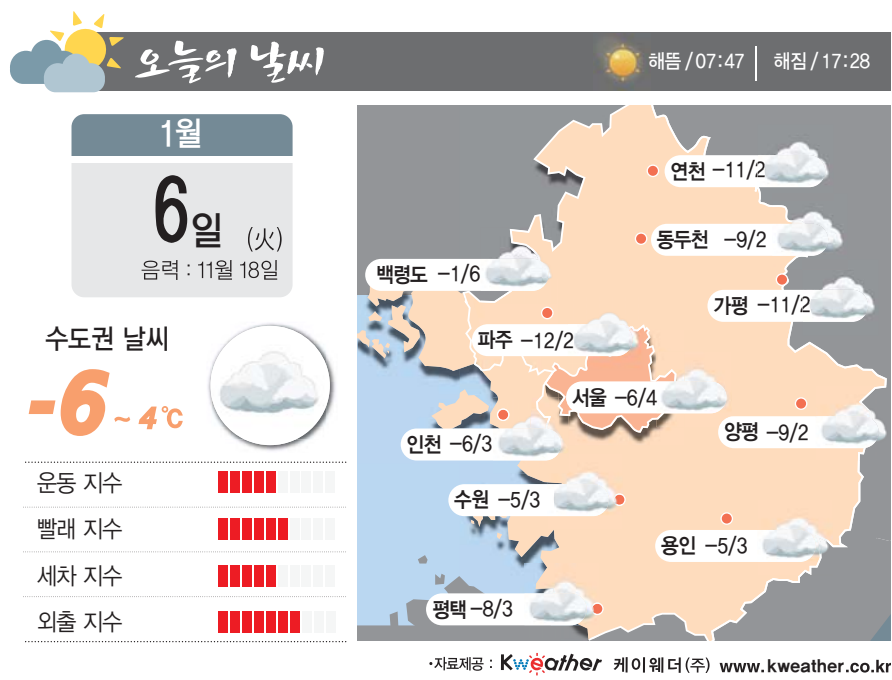 오늘의 날씨
해뜸 / 07:47 | 해짐 / 17:28
1월
6일 (火)
음력 : 11월 18일
수도권 날씨
-6 ~ 4℃
운동 지수
빨래 지수
세차 지수
외출 지수
연천 -11/2
동두천 -9/2
백령도 -1/6
가평 -11/2
파주 -12/2
서울 -6/4
양평 -9/2
인천 -6/3
수원 -5/3
용인 -5/3
평택 -8/3
·자료제공 : Kweather 케이웨더(주) www.kweather.co.kr